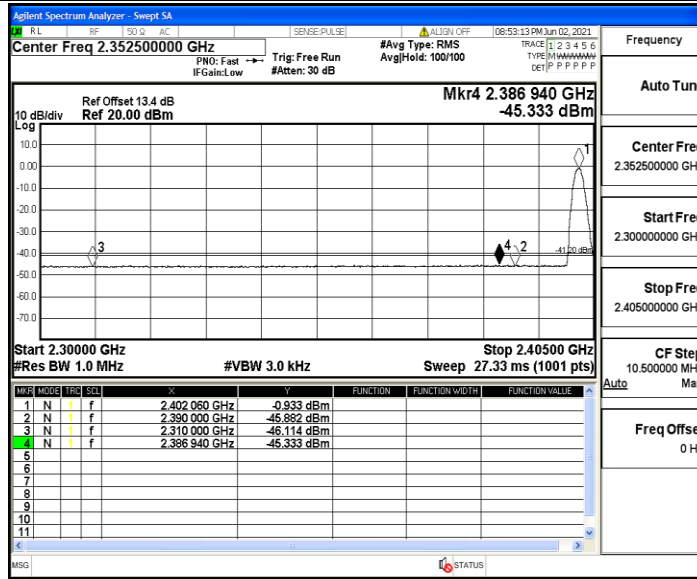 Agilent Spectrum Analyzer - Swept SA
RL RF 50 Ω AC SENSE:PULSE ALIGN OFF 08:53:13 PM Jun 02, 2021
Center Freq 2.352500000 GHz
PNO: Fast
IFGain:Low
Trig: Free Run
#Atten: 30 dB
#Avg Type: RMS
Avg|Hold: 100/100
TRACE 1 2 3 4 5 6
TYPE M W W W W W
DET P P P P P P
Frequency
Auto Tun
Center Fre
2.352500000 GH
Start Fre
2.300000000 GH
Stop Fre
2.405000000 GH
CF Ste
10.500000 MH
Auto Ma
Freq Offse
0 H
Mkr4 2.386 940 GHz
-45.333 dBm
Ref Offset 13.4 dB
10 dB/div Ref 20.00 dBm
Log
10.0
0.00
-10.0
-20.0
-30.0
-40.0
-50.0
-60.0
-70.0
1
3
4
2
-41.20 dBm
Start 2.30000 GHz Stop 2.40500 GHz
#Res BW 1.0 MHz #VBW 3.0 kHz Sweep 27.33 ms (1001 pts)
MKR MODE TRC SCL X Y FUNCTION FUNCTION WIDTH FUNCTION VALUE
1 N 1 f 2.402 060 GHz -0.933 dBm
2 N 1 f 2.390 000 GHz -45.882 dBm
3 N 1 f 2.310 000 GHz -46.114 dBm
4 N 1 f 2.386 940 GHz -45.333 dBm
5
6
7
8
9
10
11
MSG STATUS